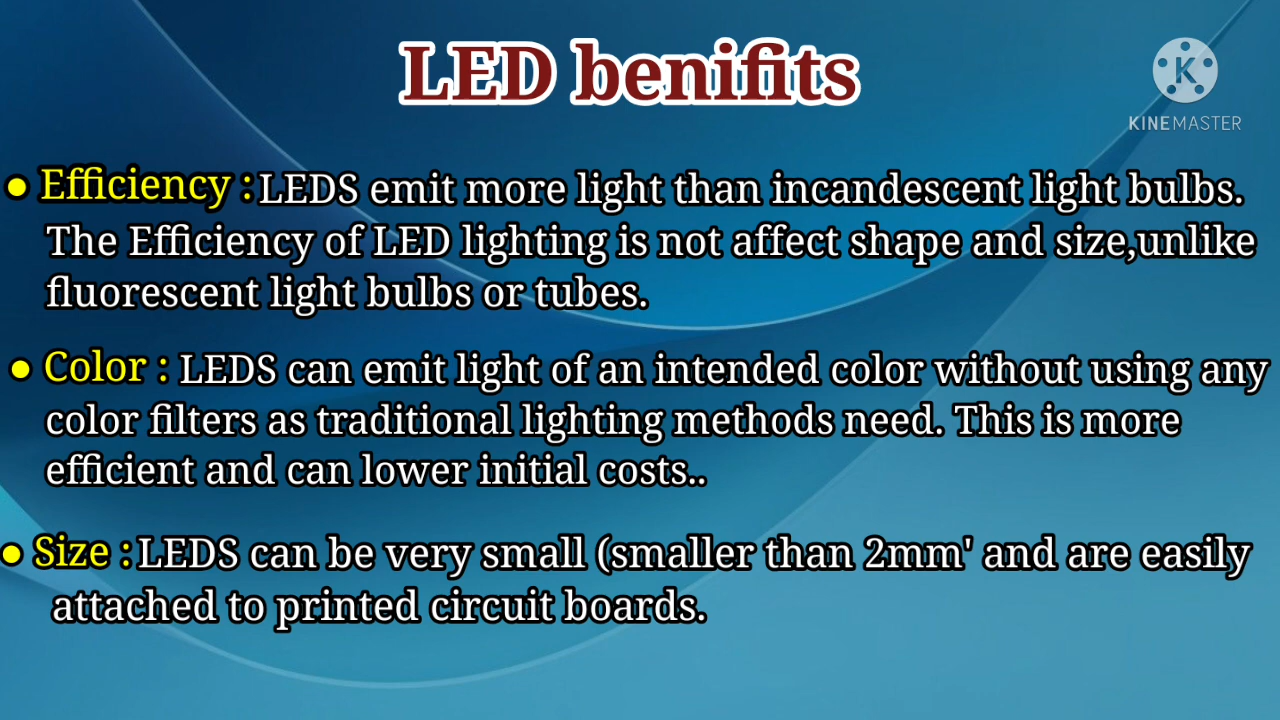 LED benifits
KINEMASTER
● Efficiency : LEDS emit more light than incandescent light bulbs.
The Efficiency of LED lighting is not affect shape and size,unlike
fluorescent light bulbs or tubes.
● Color : LEDS can emit light of an intended color without using any
color filters as traditional lighting methods need. This is more
efficient and can lower initial costs..
● Size : LEDS can be very small (smaller than 2mm' and are easily
attached to printed circuit boards.